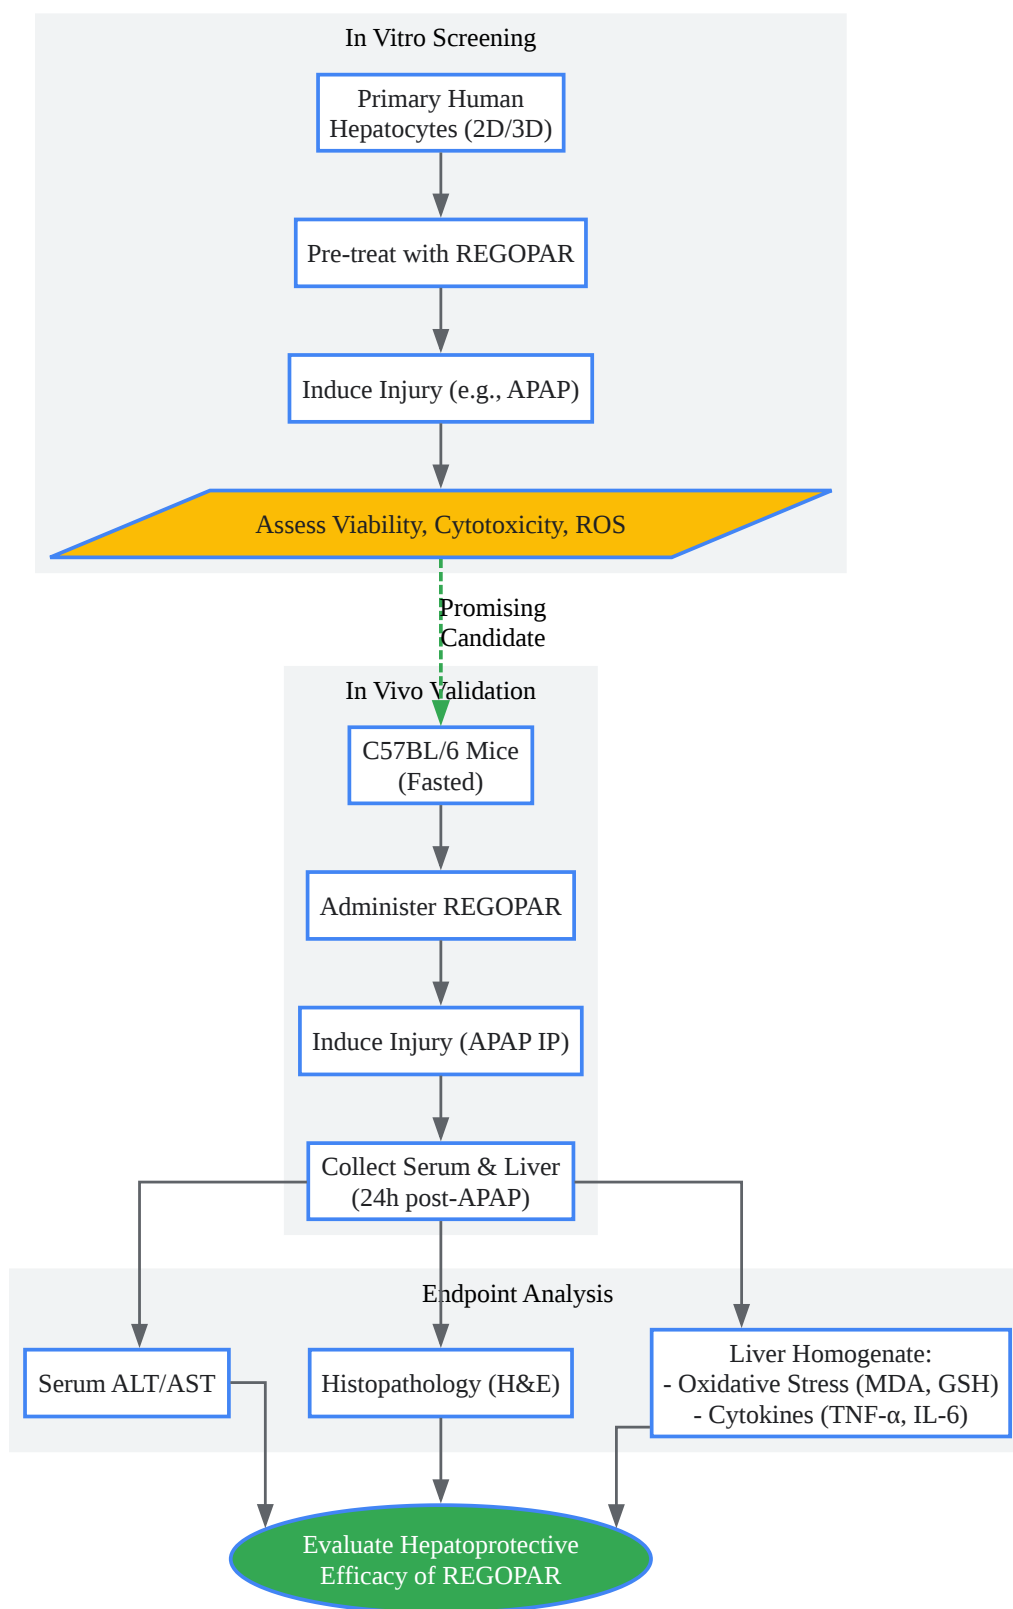 In Vitro Screening
Primary Human
Hepatocytes (2D/3D)
Pre-treat with REGOPAR
Induce Injury (e.g., APAP)
Assess Viability, Cytotoxicity, ROS
Promising
Candidate
In Vivo Validation
C57BL/6 Mice
(Fasted)
Administer REGOPAR
Induce Injury (APAP IP)
Collect Serum & Liver
(24h post-APAP)
Endpoint Analysis
Serum ALT/AST
Histopathology (H&E)
Liver Homogenate:
- Oxidative Stress (MDA, GSH)
- Cytokines (TNF-α, IL-6)
Evaluate Hepatoprotective
Efficacy of REGOPAR